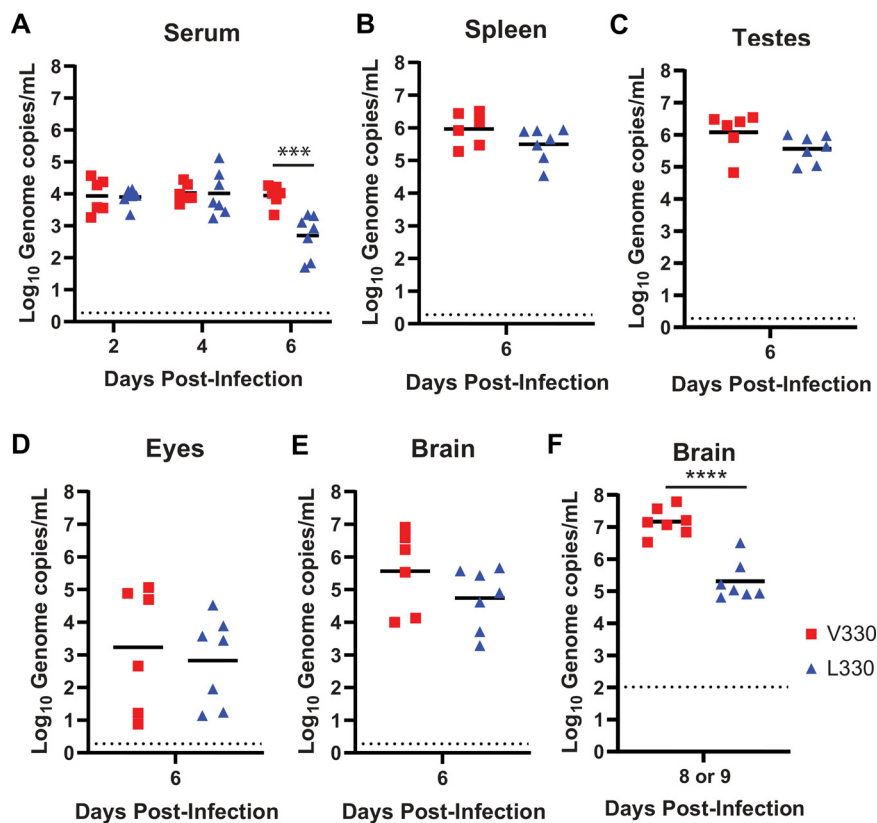 A
Serum
Log10 Genome copies/mL
8
7
6
5
4
3
2
1
0
***
2 4 6
Days Post-Infection
B
Spleen
Log10 Genome copies/mL
8
7
6
5
4
3
2
1
0
6
Days Post-Infection
C
Testes
Log10 Genome copies/mL
8
7
6
5
4
3
2
1
0
6
Days Post-Infection
D
Eyes
Log10 Genome copies/mL
8
7
6
5
4
3
2
1
0
6
Days Post-Infection
E
Brain
Log10 Genome copies/mL
8
7
6
5
4
3
2
1
0
6
Days Post-Infection
F
Brain
****
Log10 Genome copies/mL
8
7
6
5
4
3
2
1
0
8 or 9
Days Post-Infection
V330
L330